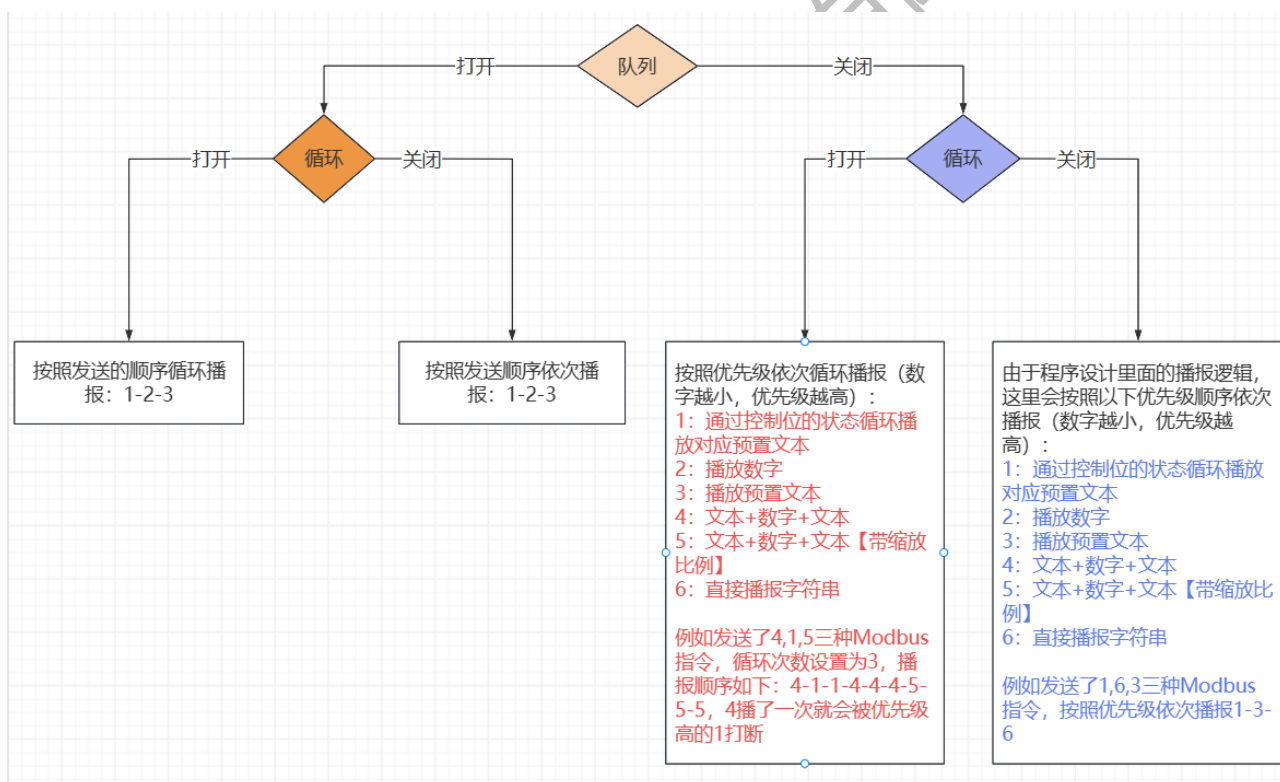 队列
打开
关闭
循环
打开
关闭
循环
打开
关闭
按照发送的顺序循环播
报：1-2-3
按照发送顺序依次播
报：1-2-3
按照优先级依次循环播报（数
字越小，优先级越高）：
1：通过控制位的状态循环播
放对应预置文本
2：播放数字
3：播放预置文本
4：文本+数字+文本
5：文本+数字+文本【带缩放
比例】
6：直接播报字符串
例如发送了4,1,5三种Modbus
指令，循环次数设置为3，播
报顺序如下：4-1-1-4-4-4-5-
5-5，4播了一次就会被优先级
高的1打断
由于程序设计里面的播报逻辑，
这里会按照以下优先级顺序依次
播报（数字越小，优先级越
高）：
1：通过控制位的状态循环播放
对应预置文本
2：播放数字
3：播放预置文本
4：文本+数字+文本
5：文本+数字+文本【带缩放比
例】
6：直接播报字符串
例如发送了1,6,3三种Modbus
指令，按照优先级依次播报1-3-
6